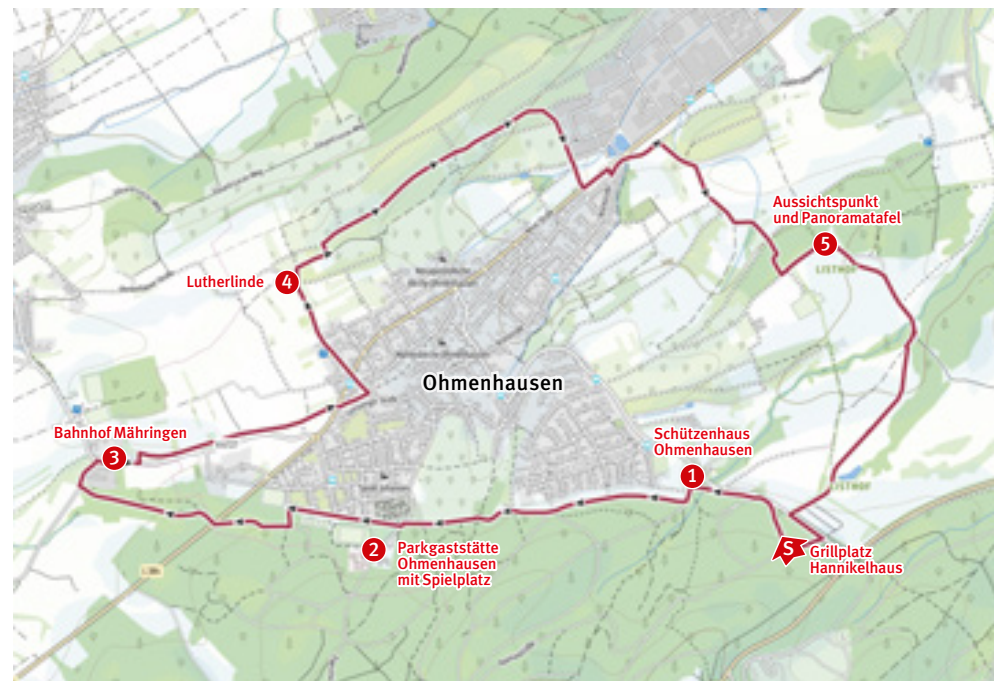 Aussichtspunkt
und Panoramatafel
5
LISTHOF
Lutherlinde
4
Ohmenhausen
Bahnhof Mähringen
3
Schützenhaus
Ohmenhausen
1
LISTHOF
2
Parkgaststätte
Ohmenhausen
mit Spielplatz
S
Grillplatz
Hannikelhaus